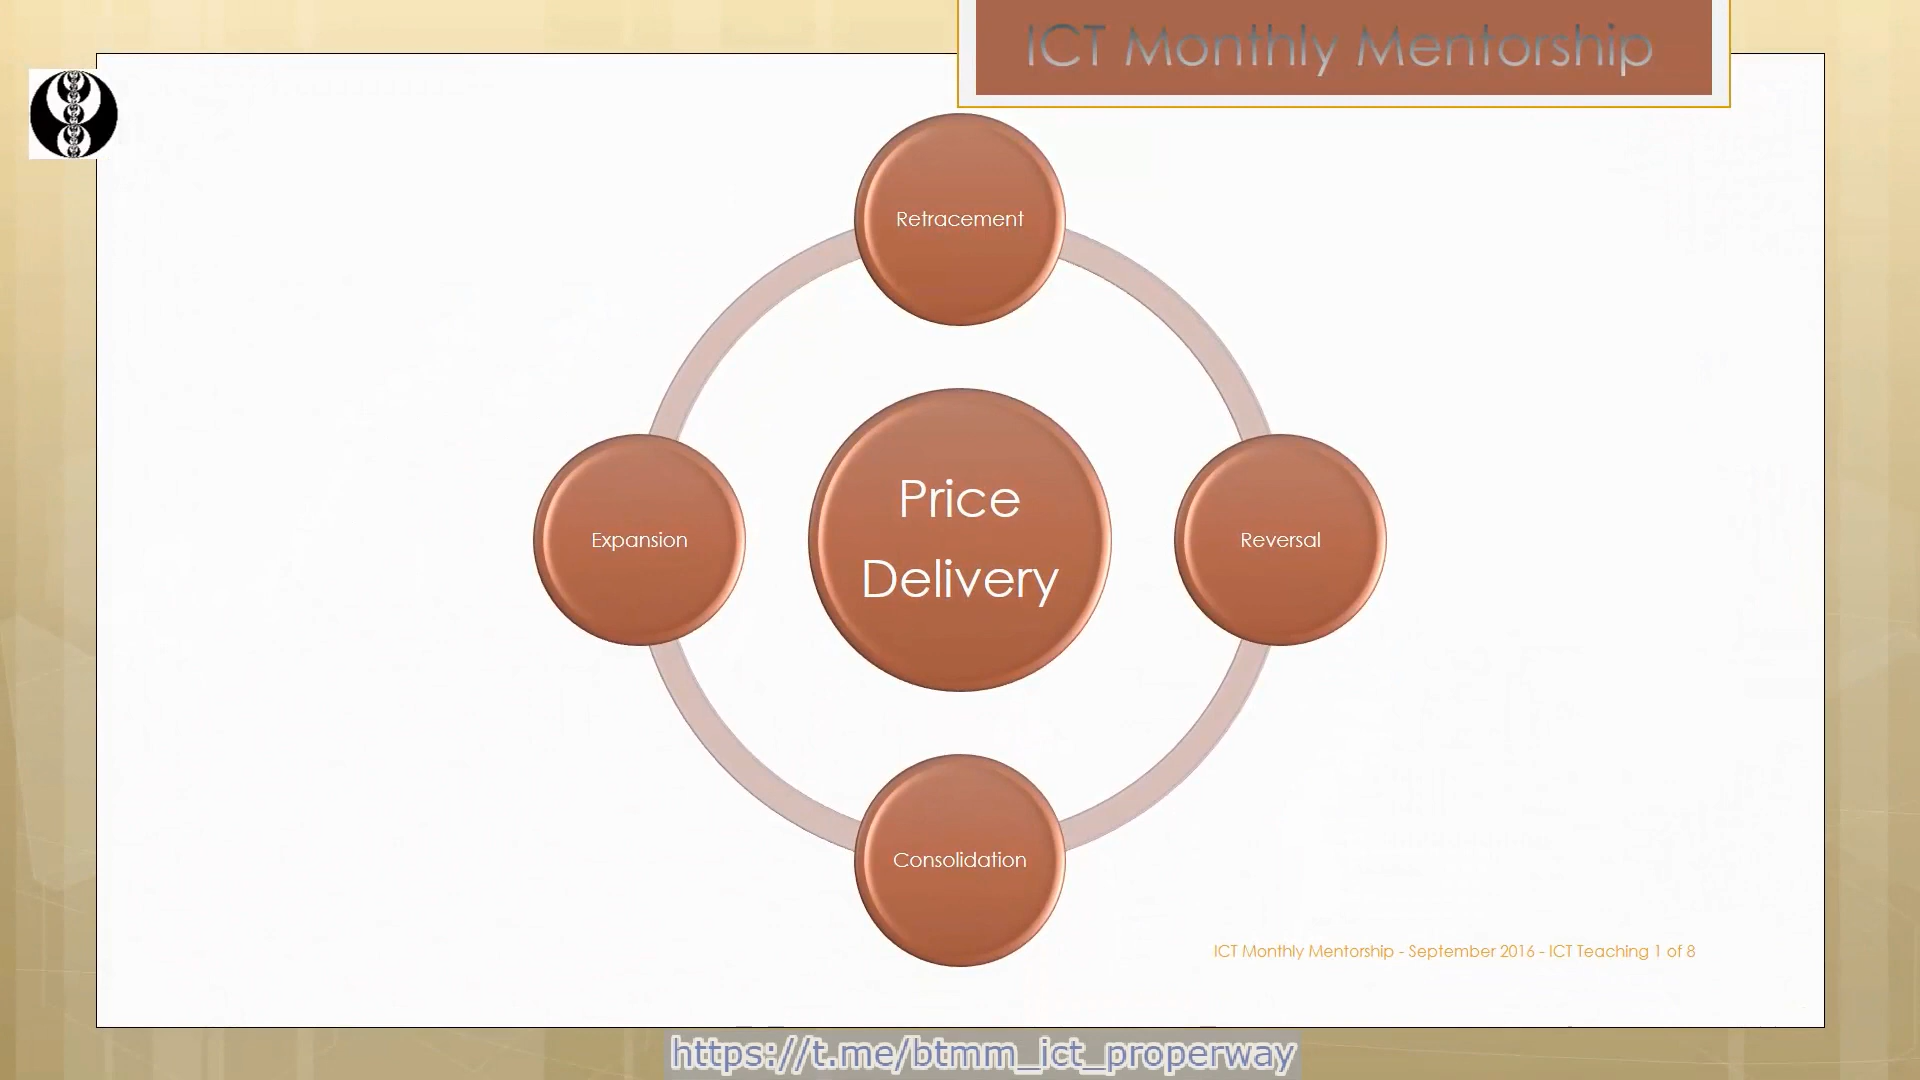 ICT Monthly Mentorship
Retracement
Expansion
Price
Delivery
Reversal
Consolidation
ICT Monthly Mentorship - September 2016 - ICT Teaching 1 of 8
https://t.me/btmm_ict_properway